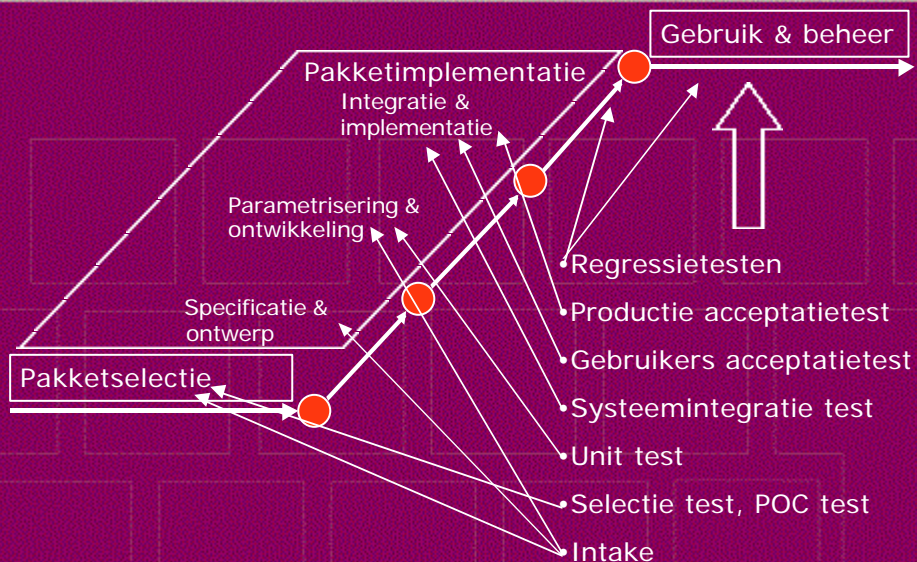 Gebruik & beheer
Pakketimplementatie
Integratie &
implementatie
Parametrisering &
ontwikkeling
Specificatie &
ontwerp
Pakketselectie
•Regressietesten
•Productie acceptatietest
•Gebruikers acceptatietest
•Systeemintegratie test
•Unit test
•Selectie test, POC test
•Intake